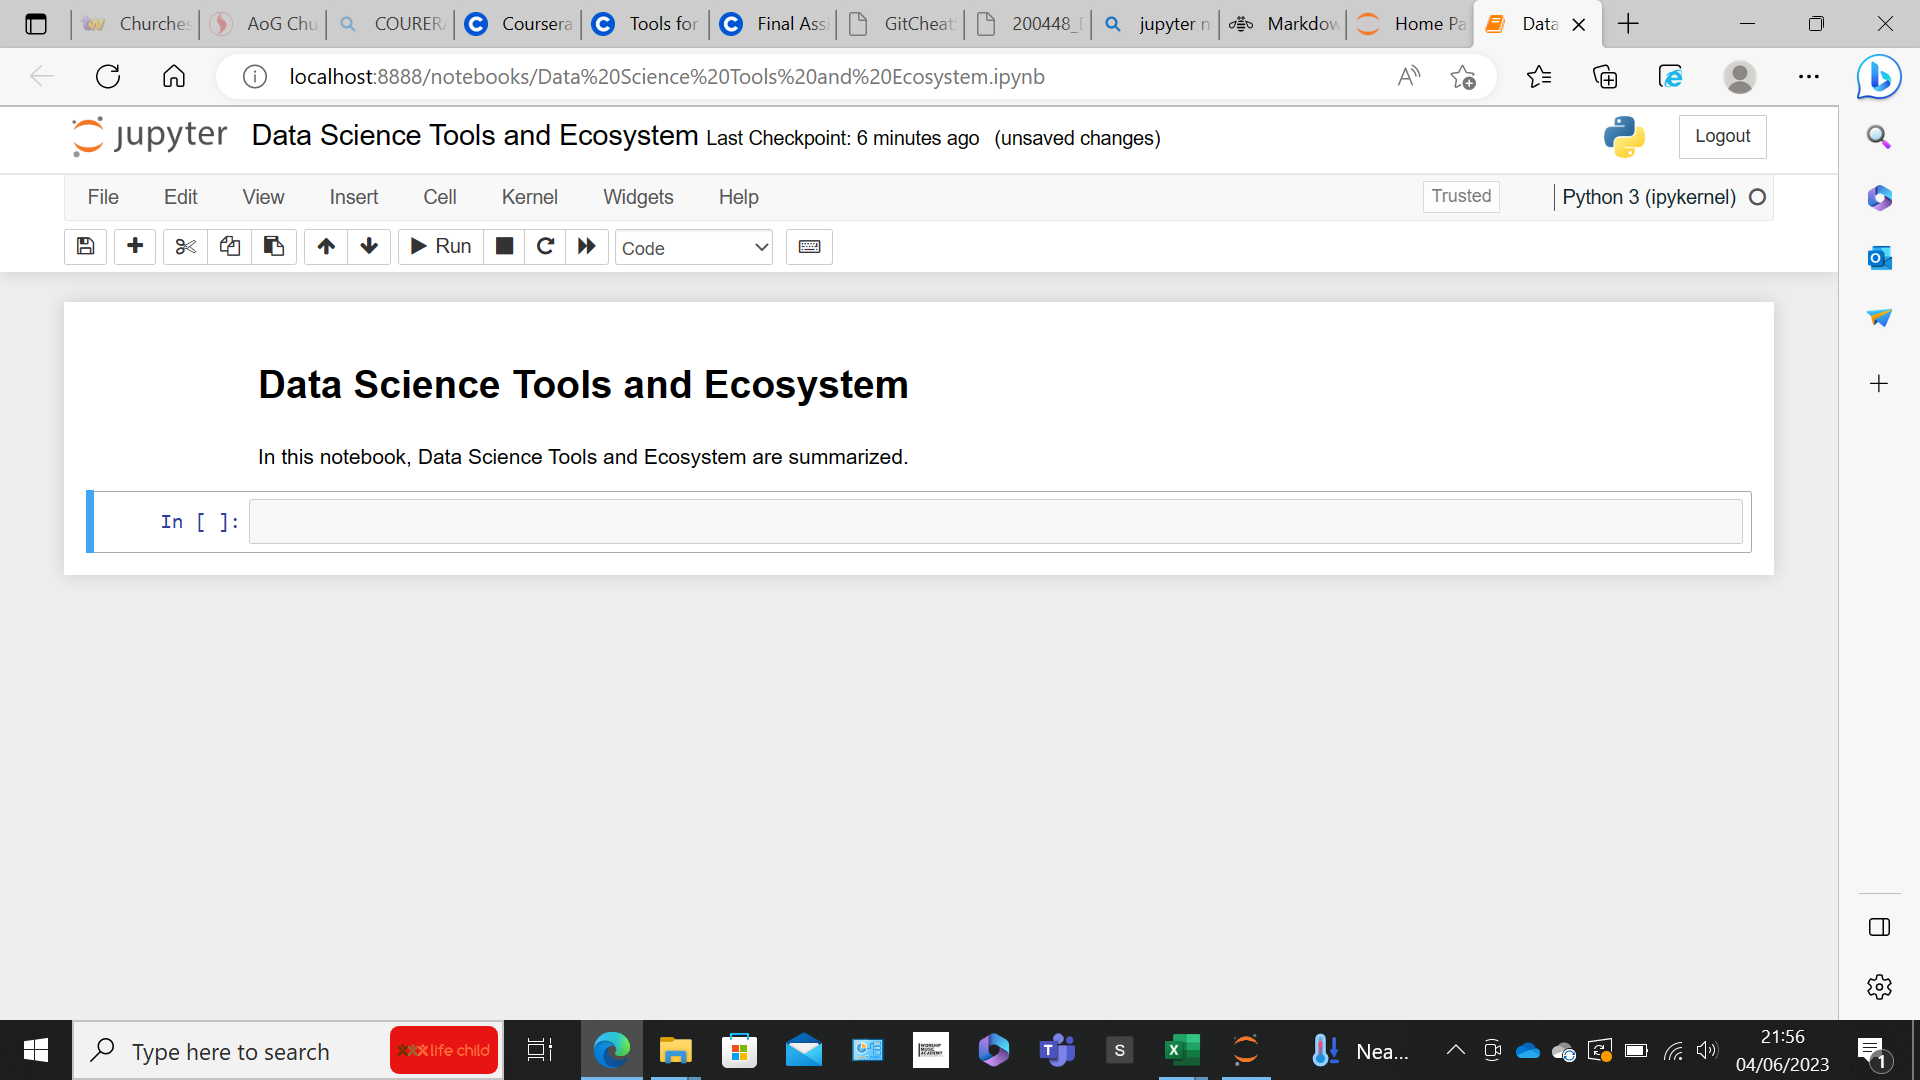 Churches AoG Chu COURERA Coursera Tools for Final Assi GitCheat 200448_ jupyter n Markdow Home Pa Data
localhost:8888/notebooks/Data%20Science%20Tools%20and%20Ecosystem.ipynb
jupyter Data Science Tools and Ecosystem Last Checkpoint: 6 minutes ago (unsaved changes) Logout
File Edit View Insert Cell Kernel Widgets Help Trusted Python 3 (ipykernel)
Run Code
Data Science Tools and Ecosystem
In this notebook, Data Science Tools and Ecosystem are summarized.
In [ ]:
Type here to search life child Nea... 21:56
04/06/2023
1